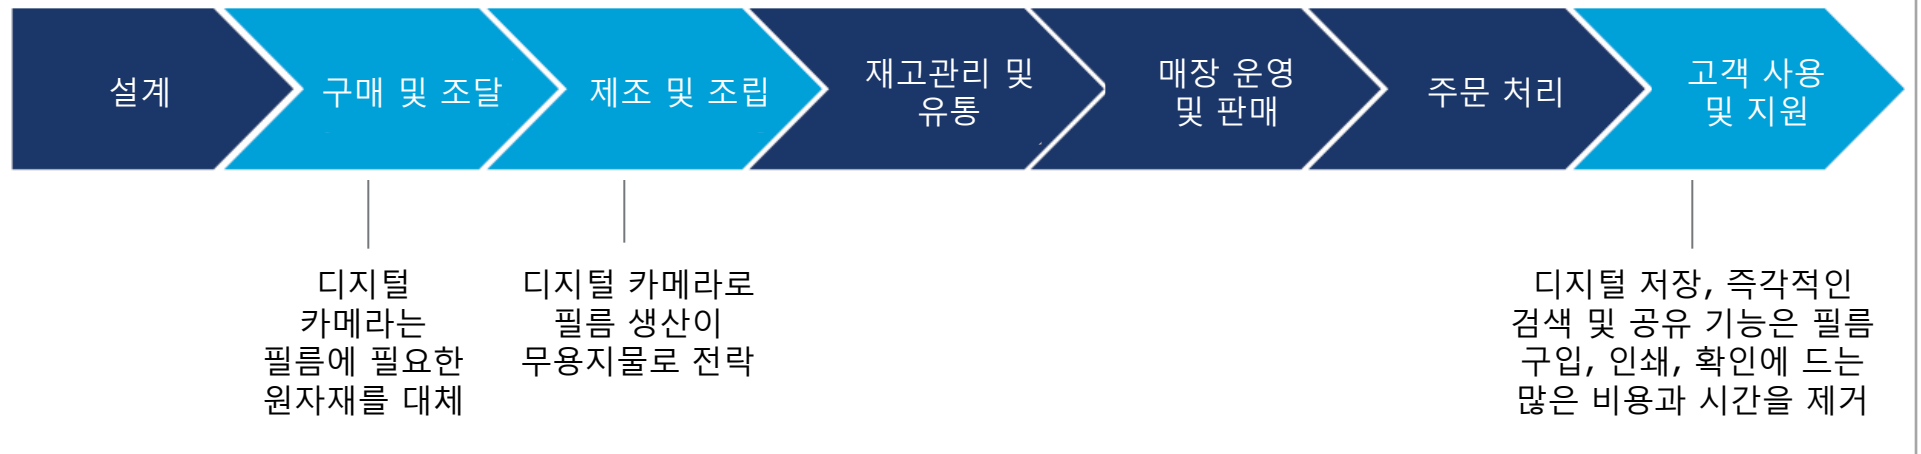 설계
구매 및 조달
제조 및 조립
재고관리 및
유통
매장 운영
및 판매
주문 처리
고객 사용
및 지원
디지털
카메라는
필름에 필요한
원자재를 대체
디지털 카메라로
필름 생산이
무용지물로 전락
디지털 저장, 즉각적인
검색 및 공유 기능은 필름
구입, 인쇄, 확인에 드는
많은 비용과 시간을 제거